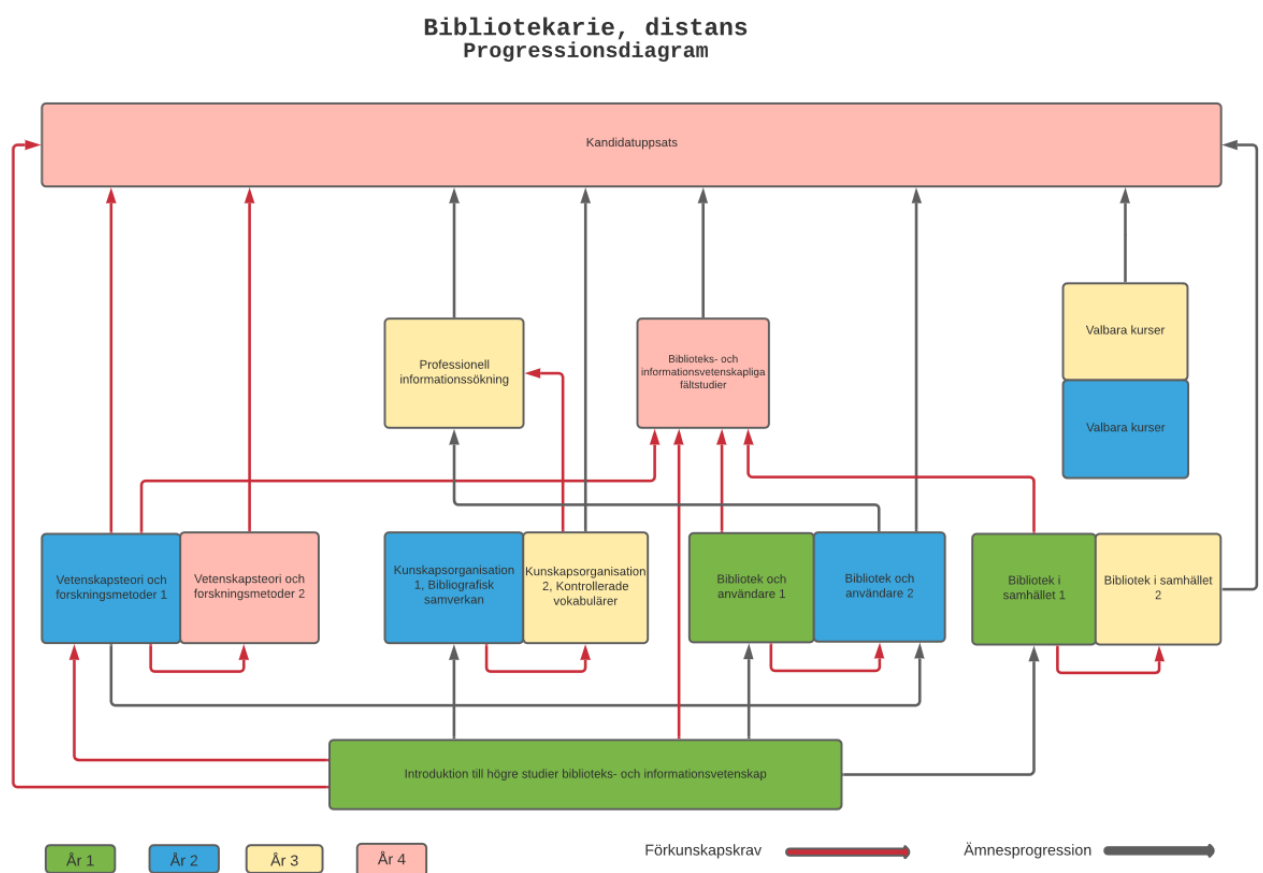 Bibliotekarie, distans
Progressionsdiagram
Kandidatuppsats
Valbara kurser
Professionell
informationssökning
Biblioteks- och
informationsvetenskapliga
fältstudier
Valbara kurser
Vetenskapsteori och
forskningsmetoder 1
Vetenskapsteori och
forskningsmetoder 2
Kunskapsorganisation
1, Bibliografisk
samverkan
Kunskapsorganisation
2, Kontrollerade
vokabulärer
Bibliotek och
användare 1
Bibliotek och
användare 2
Bibliotek i
samhället 1
Bibliotek i samhället
2
Introduktion till högre studier biblioteks- och informationsvetenskap
År 1
År 2
År 3
År 4
Förkunskapskrav
Ämnesprogression